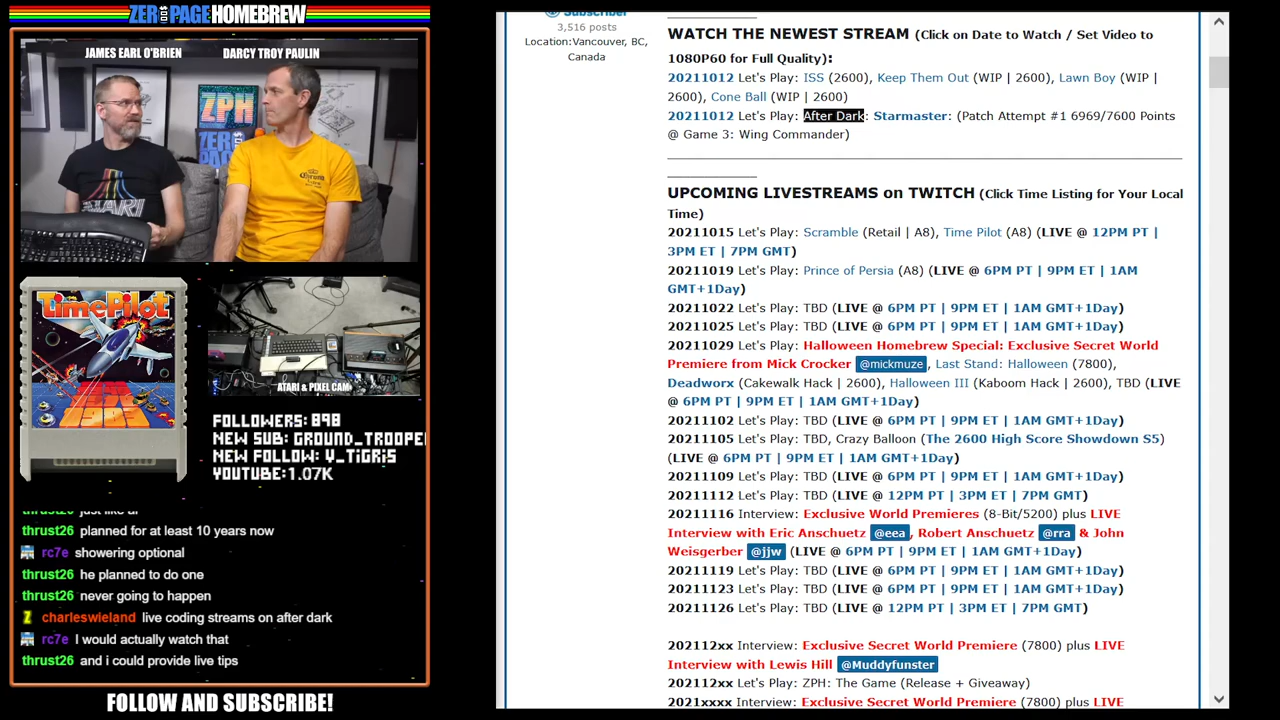 ZEROPAGE HOMEBREW
JAMES EARL O'BRIEN
DARCY TROY PAULIN
ZPH
ATARI
TimePilot
1983
ATARI & PIXEL CAM
FOLLOWERS: 898
NEW SUB: GROUND_TROOPE
NEW FOLLOW: V_TiGRiS
YOUTUBE:1.07K
planned for at least 10 years now
rc7e showering optional
thrust26 he planned to do one
thrust26 never going to happen
charleswieland live coding streams on after dark
rc7e I would actually watch that
thrust26 and i could provide live tips
FOLLOW AND SUBSCRIBE!
Subscriber
3,516 posts
Location:Vancouver, BC,
Canada
WATCH THE NEWEST STREAM (Click on Date to Watch / Set Video to
1080P60 for Full Quality):
20211012 Let's Play: ISS (2600), Keep Them Out (WIP | 2600), Lawn Boy (WIP |
2600), Cone Ball (WIP | 2600)
20211012 Let's Play: After Dark: Starmaster: (Patch Attempt #1 6969/7600 Points
@ Game 3: Wing Commander)
UPCOMING LIVESTREAMS on TWITCH (Click Time Listing for Your Local
Time)
20211015 Let's Play: Scramble (Retail | A8), Time Pilot (A8) (LIVE @ 12PM PT |
3PM ET | 7PM GMT)
20211019 Let's Play: Prince of Persia (A8) (LIVE @ 6PM PT | 9PM ET | 1AM
GMT+1Day)
20211022 Let's Play: TBD (LIVE @ 6PM PT | 9PM ET | 1AM GMT+1Day)
20211025 Let's Play: TBD (LIVE @ 6PM PT | 9PM ET | 1AM GMT+1Day)
20211029 Let's Play: Halloween Homebrew Special: Exclusive Secret World
Premiere from Mick Crocker @mickmuze, Last Stand: Halloween (7800),
Deadworx (Cakewalk Hack | 2600), Halloween III (Kaboom Hack | 2600), TBD (LIVE
@ 6PM PT | 9PM ET | 1AM GMT+1Day)
20211102 Let's Play: TBD (LIVE @ 6PM PT | 9PM ET | 1AM GMT+1Day)
20211105 Let's Play: TBD, Crazy Balloon (The 2600 High Score Showdown S5)
(LIVE @ 6PM PT | 9PM ET | 1AM GMT+1Day)
20211109 Let's Play: TBD (LIVE @ 6PM PT | 9PM ET | 1AM GMT+1Day)
20211112 Let's Play: TBD (LIVE @ 12PM PT | 3PM ET | 7PM GMT)
20211116 Interview: Exclusive World Premieres (8-Bit/5200) plus LIVE
Interview with Eric Anschuetz @eea, Robert Anschuetz @rra & John
Weisgerber @jjw (LIVE @ 6PM PT | 9PM ET | 1AM GMT+1Day)
20211119 Let's Play: TBD (LIVE @ 6PM PT | 9PM ET | 1AM GMT+1Day)
20211123 Let's Play: TBD (LIVE @ 6PM PT | 9PM ET | 1AM GMT+1Day)
20211126 Let's Play: TBD (LIVE @ 12PM PT | 3PM ET | 7PM GMT)
202112xx Interview: Exclusive Secret World Premiere (7800) plus LIVE
Interview with Lewis Hill @Muddyfunster
202112xx Let's Play: ZPH: The Game (Release + Giveaway)
2021xxxx Interview: Exclusive Secret World Premiere (7800) plus LIVE